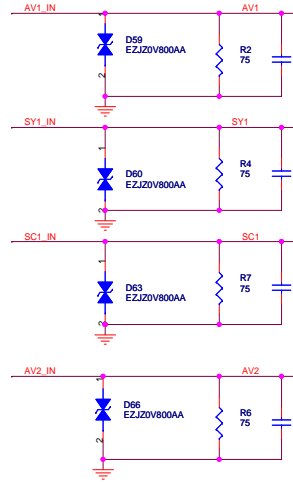 AV1_IN AV1
1
D59
EZJZ0V800AA
R2
75
2
SY1_IN SY1
1
D60
EZJZ0V800AA
R4
75
2
SC1_IN SC1
1
D63
EZJZ0V800AA
R7
75
2
AV2_IN AV2
1
D66
EZJZ0V800AA
R6
75
2